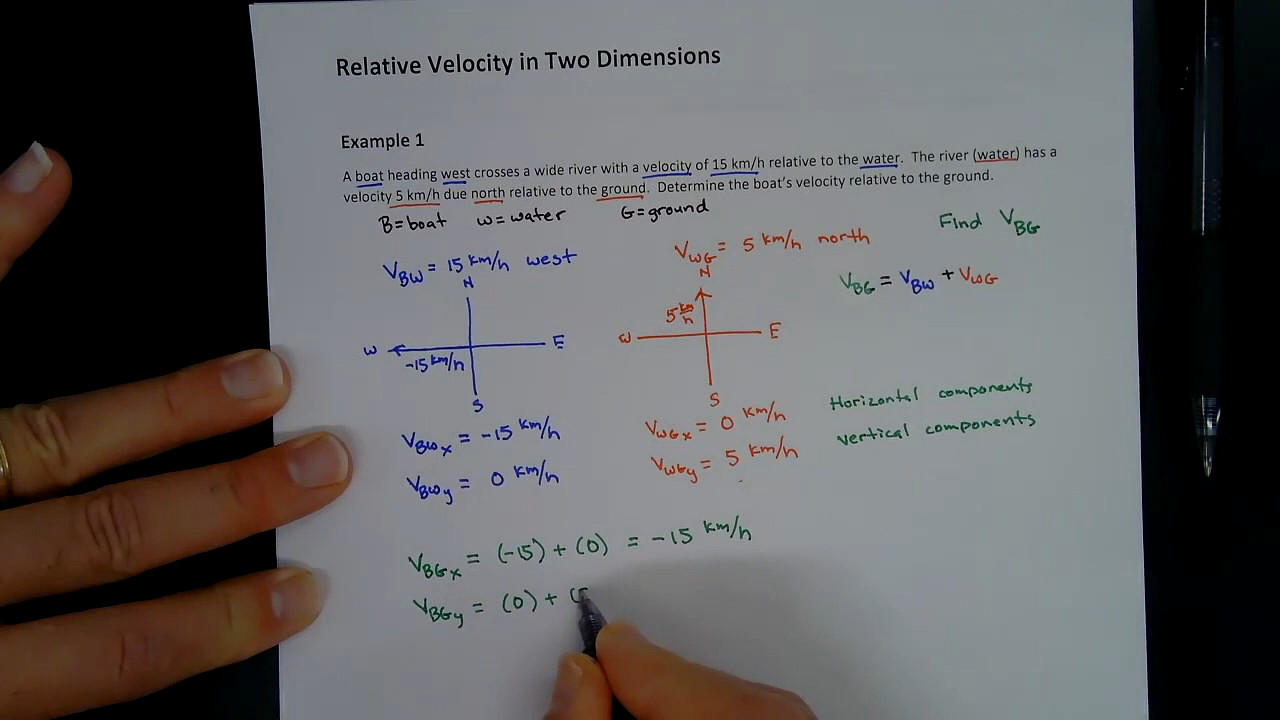 Relative Velocity in Two Dimensions
Example 1
A boat heading west crosses a wide river with a velocity of 15 km/h relative to the water. The river (water) has a
velocity 5 km/h due north relative to the ground. Determine the boat's velocity relative to the ground.
B=boat w=water G=ground
Find VBG
VBW = 15 km/h west
VWG = 5 km/h north
VBG = VBW + VWG
N
W E
-15 km/h
S
N
5 km/h
W E
S
Horizontal components
vertical components
VBWx = -15 km/h
VWGx = 0 km/h
VBWy = 0 km/h
VWGy = 5 km/h
VBGx = (-15) + (0) = -15 km/h
VBGy = (0) + (